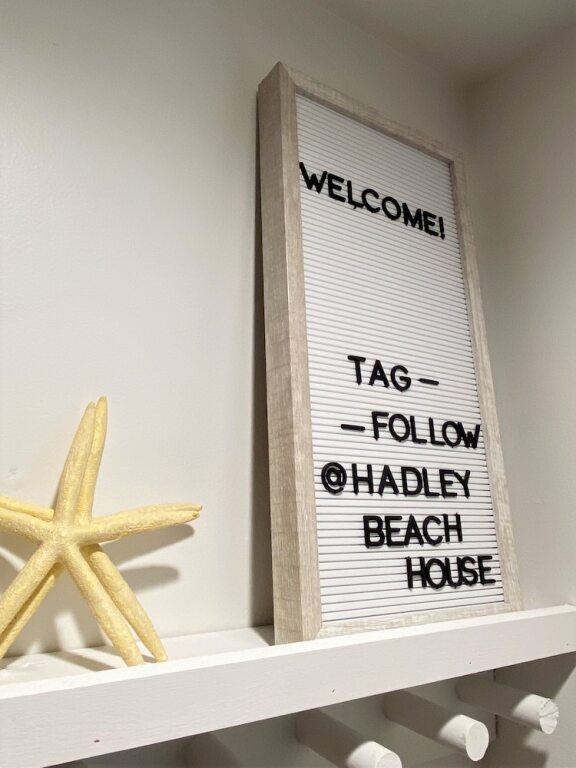 WELCOME!
TAG—
—FOLLOW
@HADLEY
BEACH
HOUSE